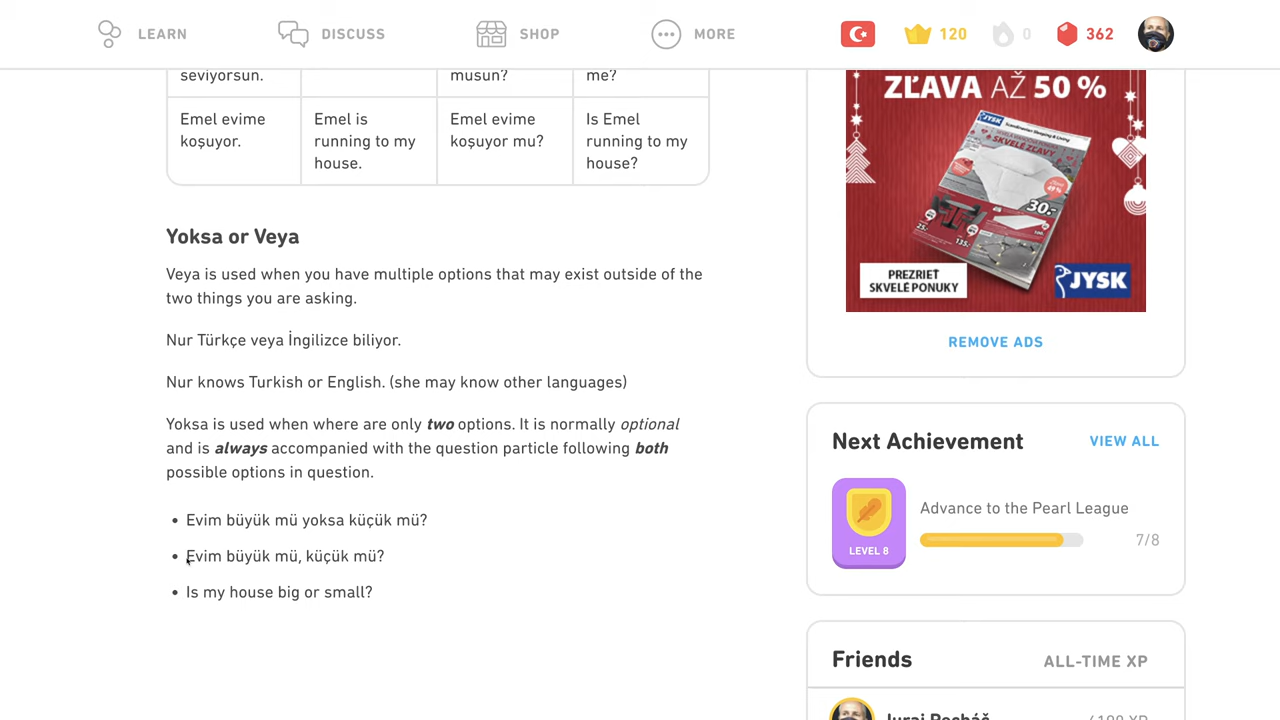 LEARN
DISCUSS
SHOP
MORE
120
0
362
seviyorsun.
musun?
me?
Emel evime
koşuyor.
Emel is
running to my
house.
Emel evime
koşuyor mu?
Is Emel
running to my
house?
Yoksa or Veya
Veya is used when you have multiple options that may exist outside of the
two things you are asking.
Nur Türkçe veya İngilizce biliyor.
Nur knows Turkish or English. (she may know other languages)
Yoksa is used when where are only two options. It is normally optional
and is always accompanied with the question particle following both
possible options in question.
• Evim büyük mü yoksa küçük mü?
• Evim büyük mü, küçük mü?
• Is my house big or small?
ZĽAVA AŽ 50 %
JYSK
SKVELÉ ZĽAVY
30.-
PREZRIEŤ
SKVELÉ PONUKY
JYSK
REMOVE ADS
Next Achievement
VIEW ALL
LEVEL 8
Advance to the Pearl League
7/8
Friends
ALL-TIME XP